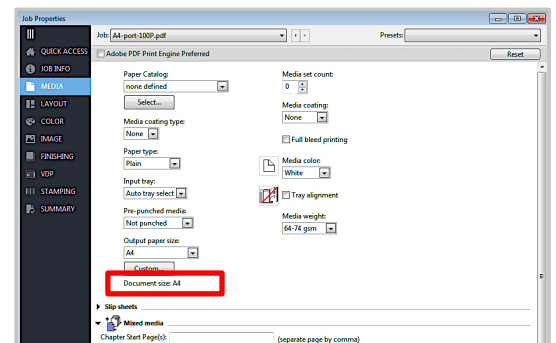 Job Properties
Job: A4-port-100P.pdf
Presets:
QUICK ACCESS
Adobe PDF Print Engine Preferred
Reset
JOB INFO
MEDIA
LAYOUT
COLOR
IMAGE
FINISHING
VDP
STAMPING
SUMMARY
Paper Catalog:
none defined
Select...
Media coating type:
None
Paper type:
Plain
Input tray:
Auto tray select
Pre-punched media:
Not punched
Output paper size:
A4
Custom...
Document size: A4
Media set count:
0
Media coating:
None
Full bleed printing
Media color:
White
Tray alignment
Media weight:
64-74 gsm
Slip sheets
Mixed media
Chapter Start Page(s):
(separate page by comma)